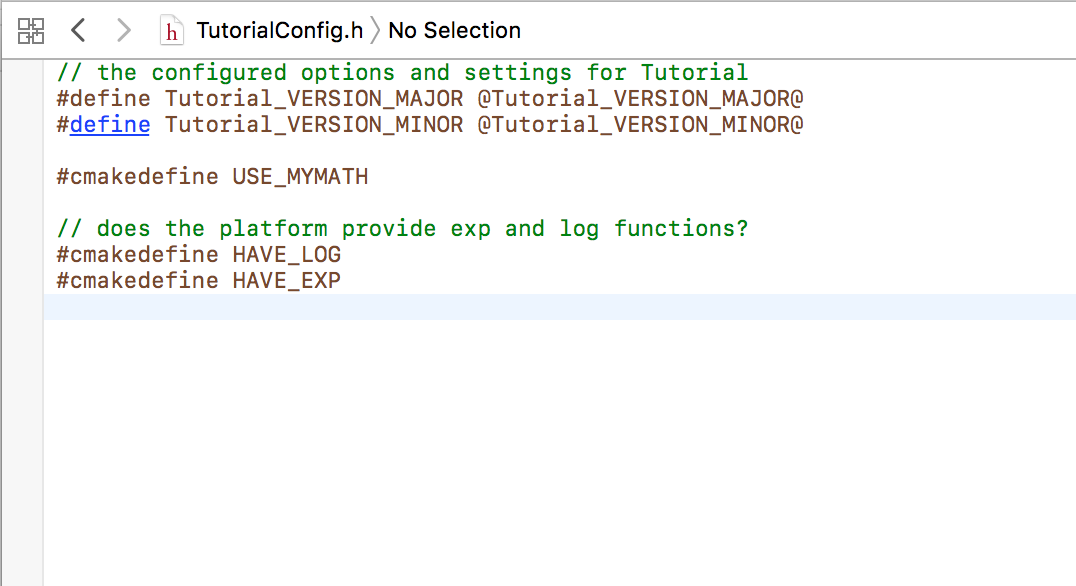 h TutorialConfig.h No Selection
// the configured options and settings for Tutorial
#define Tutorial_VERSION_MAJOR @Tutorial_VERSION_MAJOR@
#define Tutorial_VERSION_MINOR @Tutorial_VERSION_MINOR@
#cmakedefine USE_MYMATH
// does the platform provide exp and log functions?
#cmakedefine HAVE_LOG
#cmakedefine HAVE_EXP